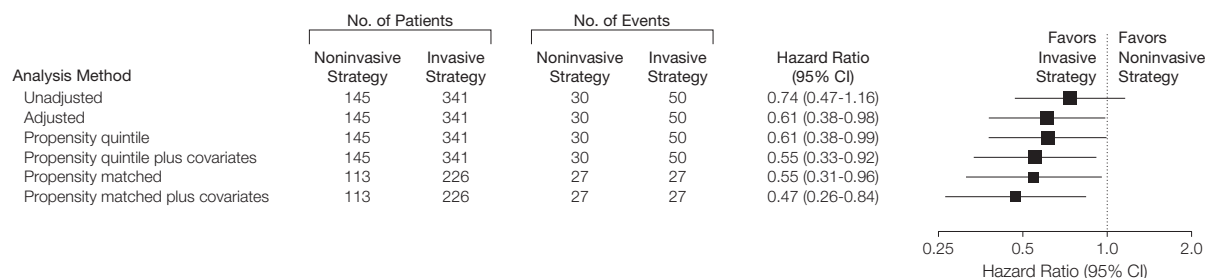 No. of Patients No. of Events
Analysis Method Noninvasive Strategy Invasive Strategy Noninvasive Strategy Invasive Strategy Hazard Ratio (95% CI) Favors Invasive Strategy Favors Noninvasive Strategy
Unadjusted 145 341 30 50 0.74 (0.47-1.16)
Adjusted 145 341 30 50 0.61 (0.38-0.98)
Propensity quintile 145 341 30 50 0.61 (0.38-0.99)
Propensity quintile plus covariates 145 341 30 50 0.55 (0.33-0.92)
Propensity matched 113 226 27 27 0.55 (0.31-0.96)
Propensity matched plus covariates 113 226 27 27 0.47 (0.26-0.84)
0.25 0.5 1.0 2.0
Hazard Ratio (95% CI)